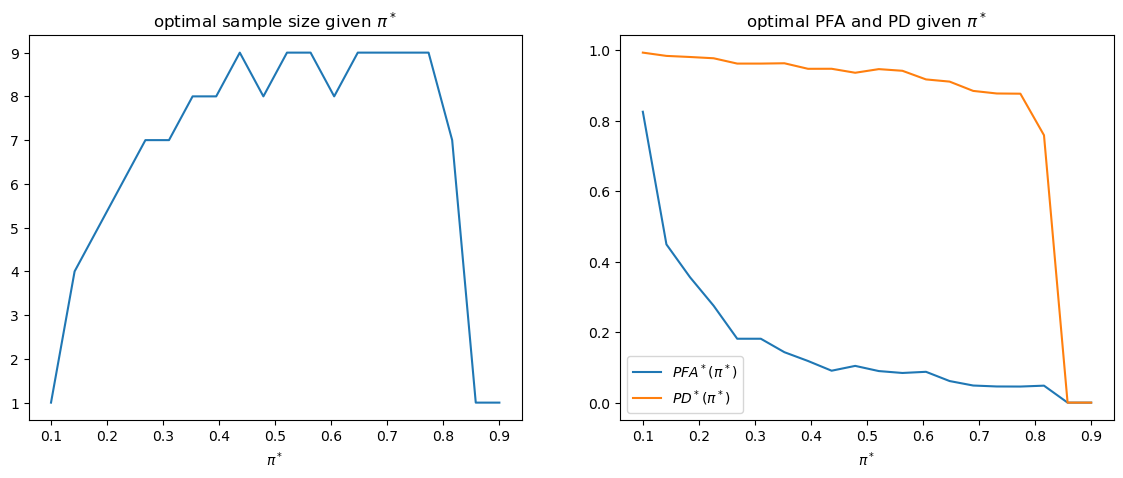 optimal sample size given π*
9
8
7
6
5
4
3
2
1
0.1 0.2 0.3 0.4 0.5 0.6 0.7 0.8 0.9
π*
optimal PFA and PD given π*
1.0
0.8
0.6
0.4
0.2
0.0
PFA*(π*)
PD*(π*)
0.1 0.2 0.3 0.4 0.5 0.6 0.7 0.8 0.9
π*